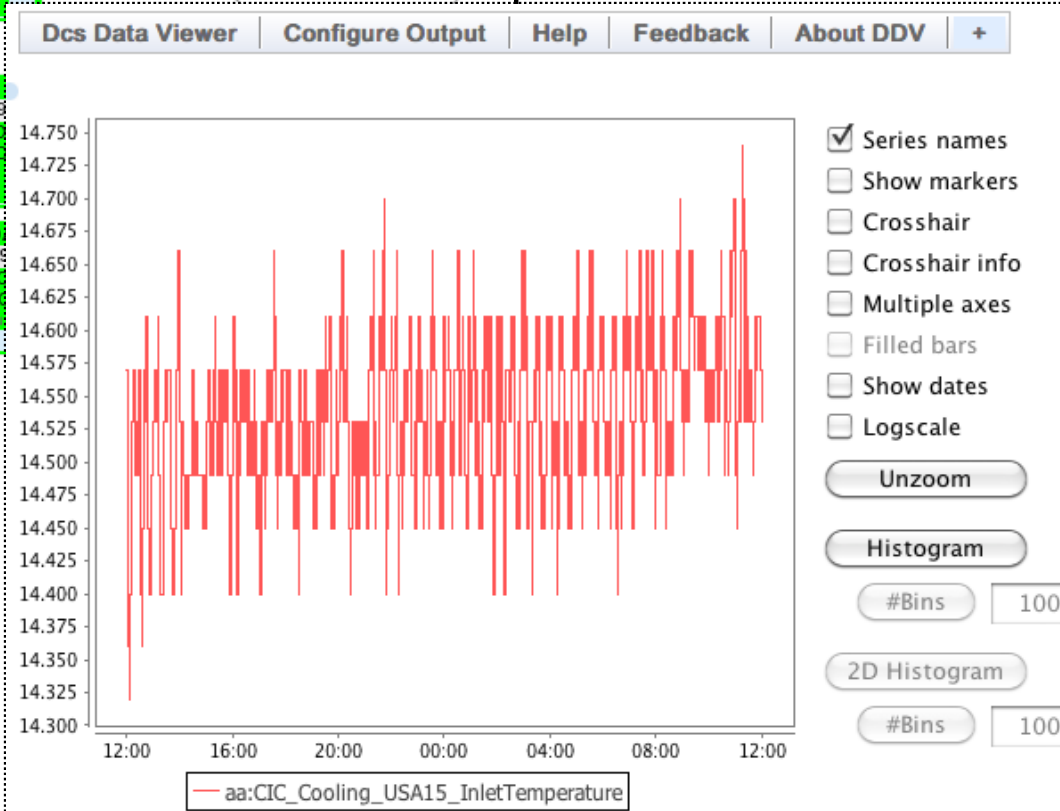 Dcs Data Viewer Configure Output Help Feedback About DDV +
14.750
14.725
14.700
14.675
14.650
14.625
14.600
14.575
14.550
14.525
14.500
14.475
14.450
14.425
14.400
14.375
14.350
14.325
14.300
12:00 16:00 20:00 00:00 04:00 08:00 12:00
aa:CIC_Cooling_USA15_InletTemperature
Series names
Show markers
Crosshair
Crosshair info
Multiple axes
Filled bars
Show dates
Logscale
Unzoom
Histogram
#Bins 100
2D Histogram
#Bins 100